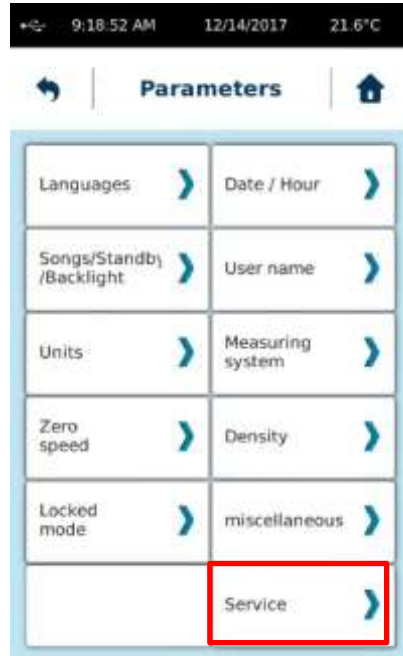 9:18:52 AM 12/14/2017 21.6°C
Parameters
Languages
Date / Hour
Songs/Standby
/Backlight
User name
Units
Measuring
system
Zero
speed
Density
Locked
mode
miscellaneous
Service